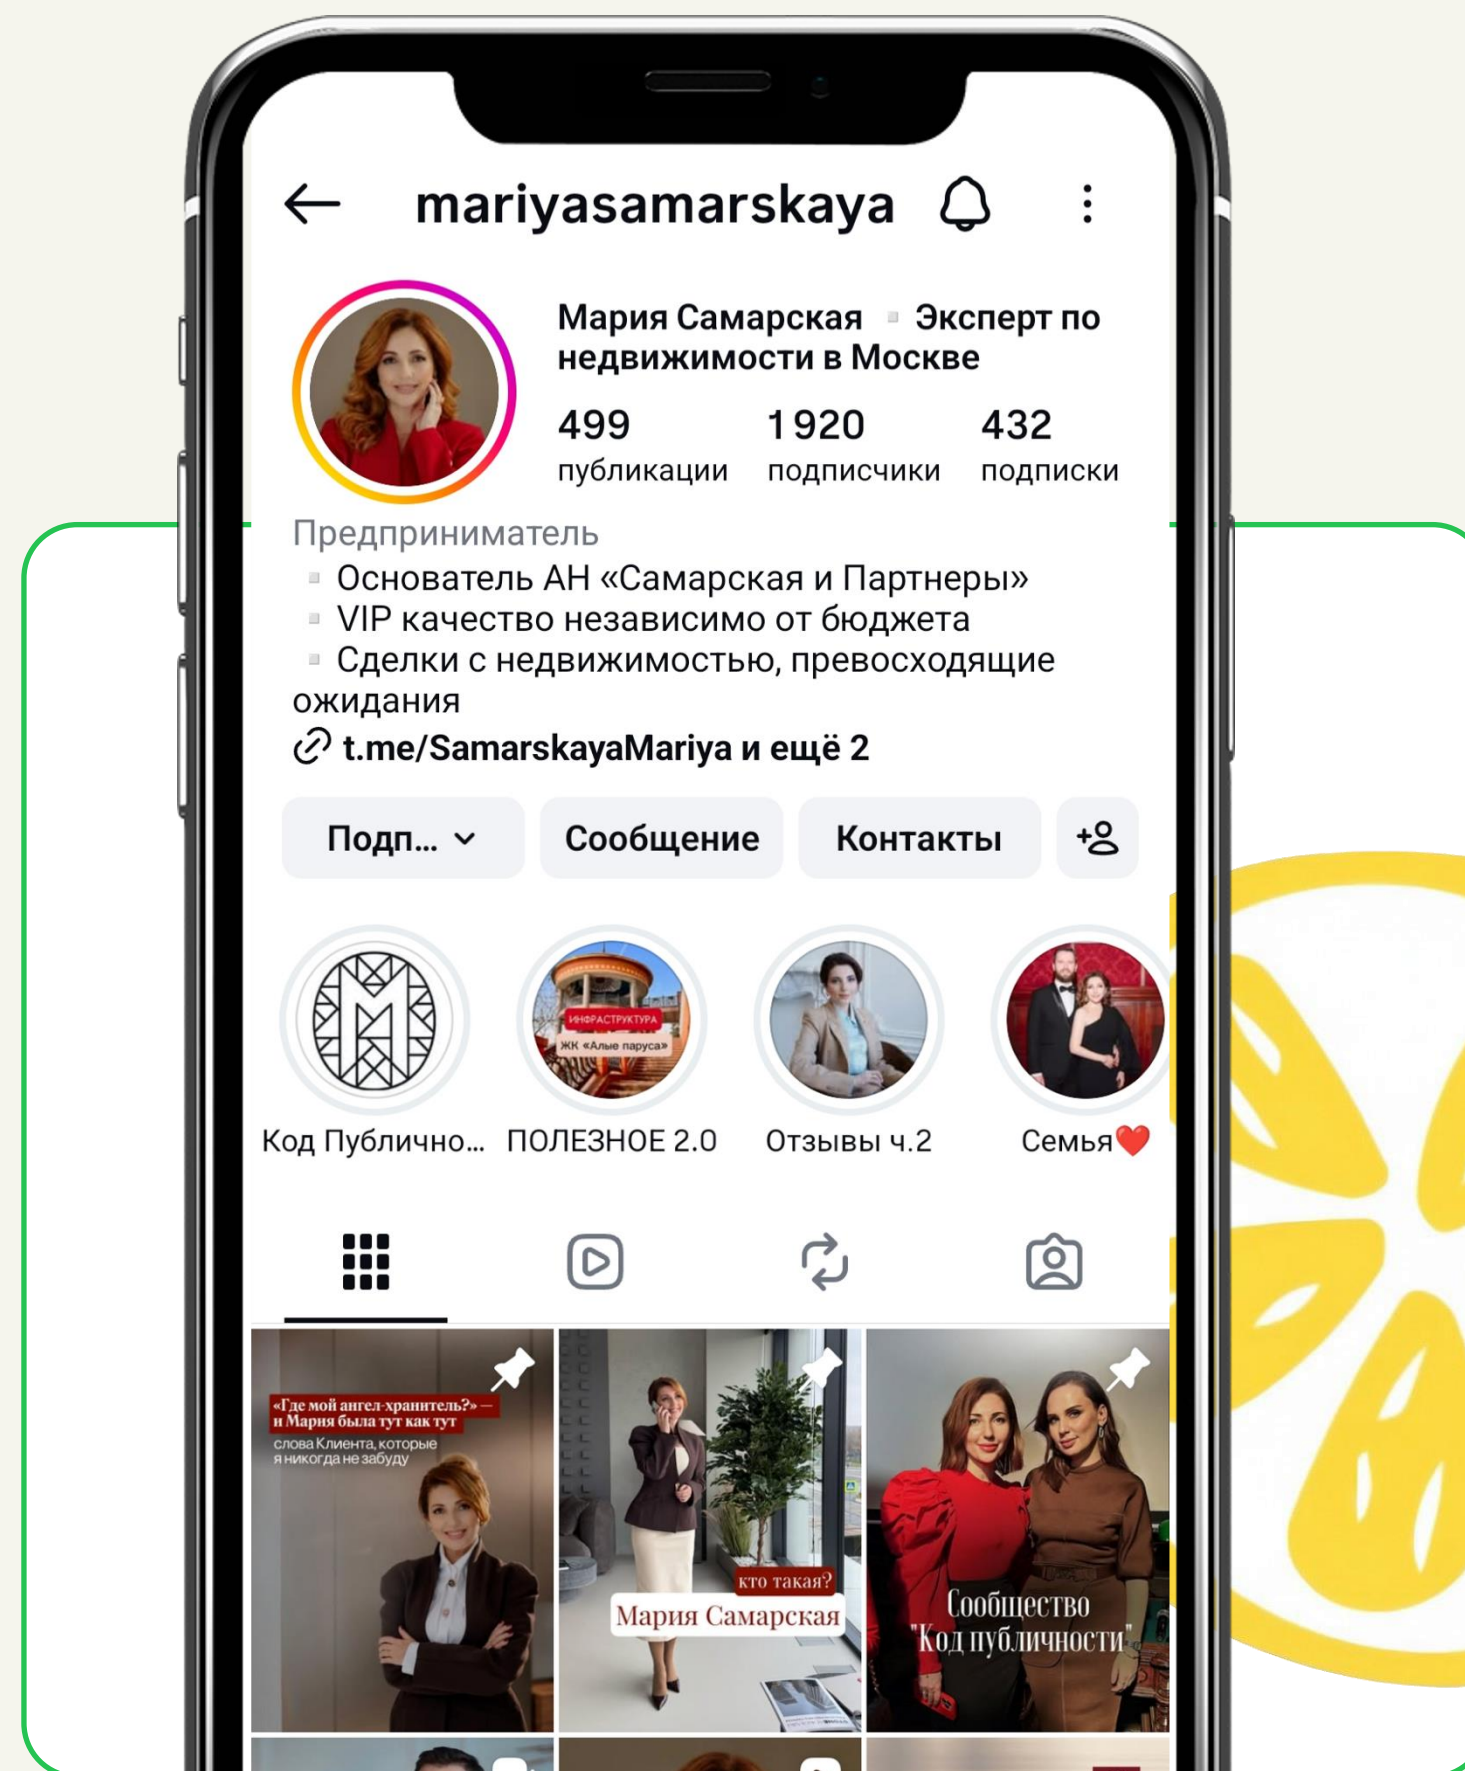 mariyasamarskaya
Мария Самарская ▫️ Эксперт по
недвижимости в Москве
499 1 920 432
публикации подписчики подписки
Предприниматель
▫️ Основатель АН «Самарская и Партнеры»
▫️ VIP качество независимо от бюджета
▫️ Сделки с недвижимостью, превосходящие
ожидания
t.me/SamarskayaMariya и ещё 2
Подп... Сообщение Контакты
ИНФРАСТРУКТУРА
ЖК «Алые паруса»
Код Публично... ПОЛЕЗНОЕ 2.0 Отзывы ч.2 Семья❤️
«Где мой ангел-хранитель?» —
и Мария была тут как тут
слова Клиента, которые
я никогда не забуду
кто такая?
Мария Самарская
Сообщество
"Код публичности"